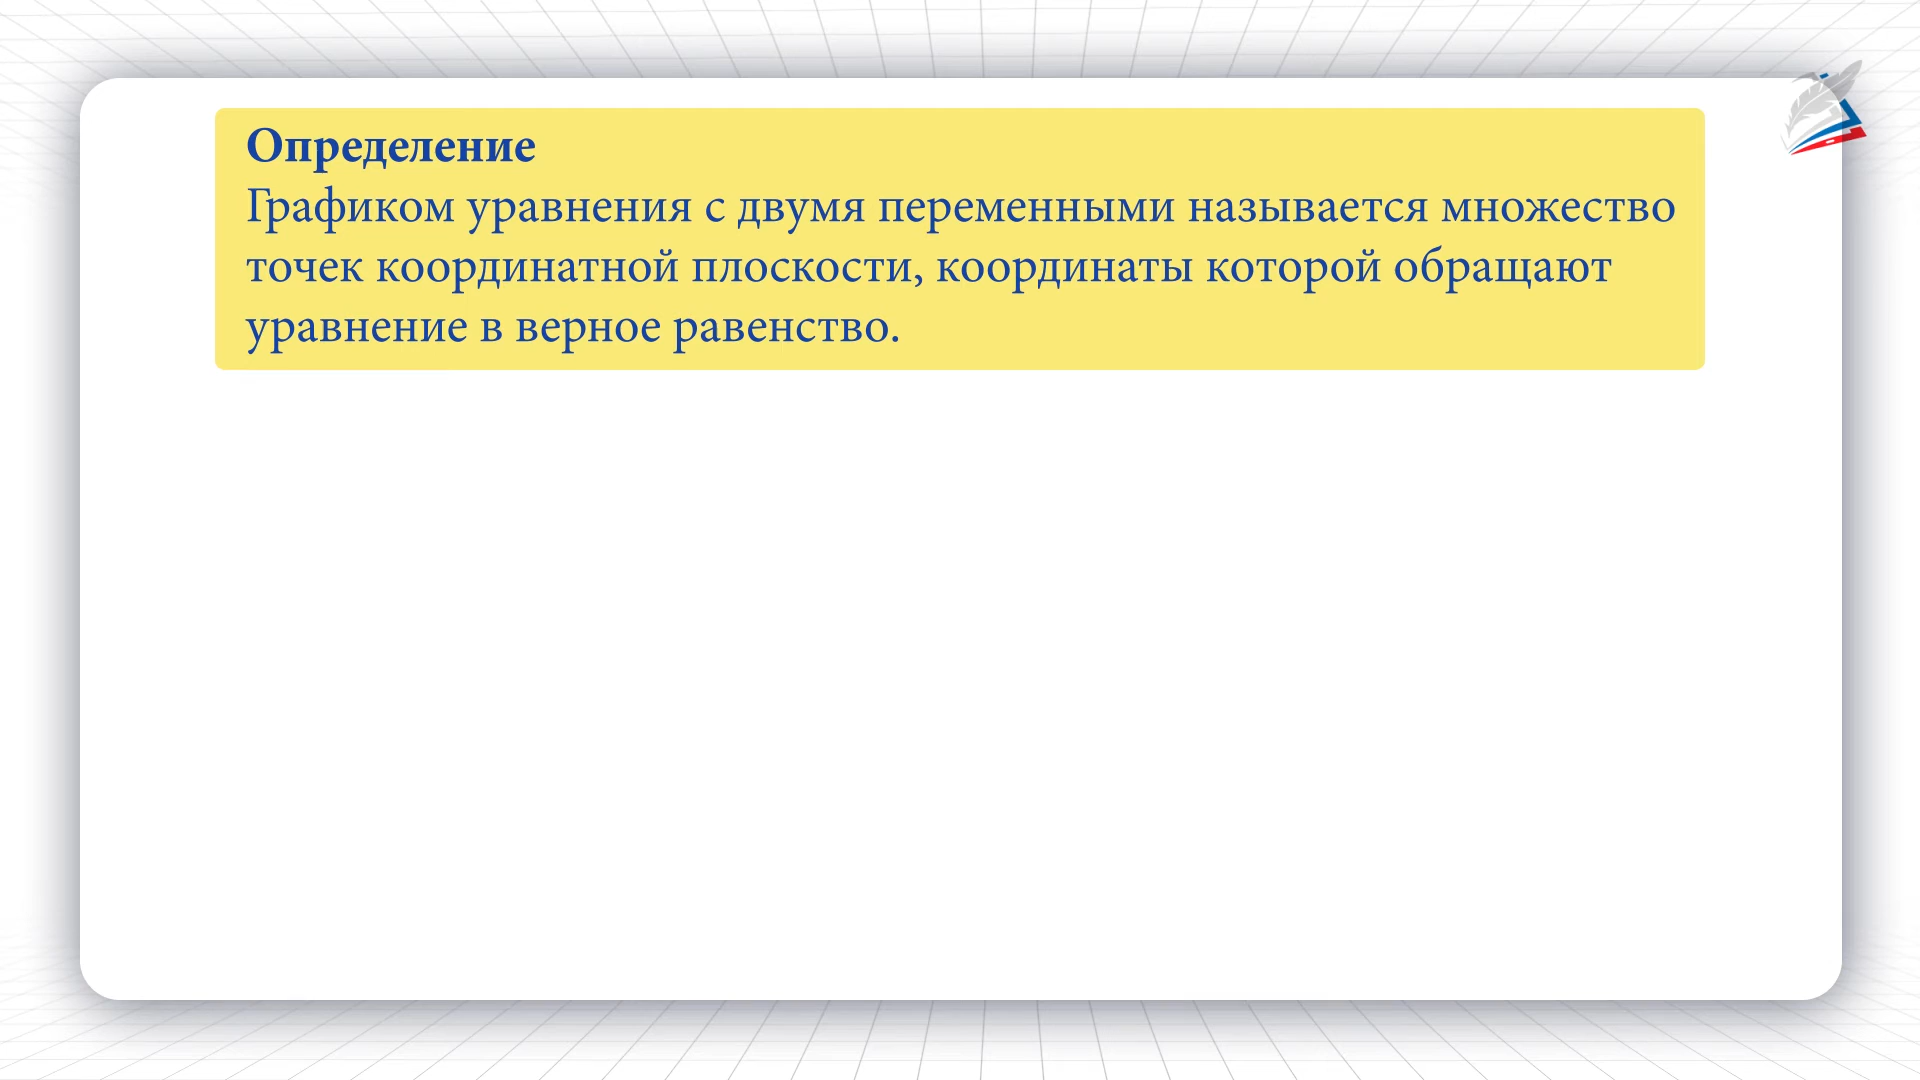 Определение
Графиком уравнения с двумя переменными называется множество
точек координатной плоскости, координаты которой обращают
уравнение в верное равенство.